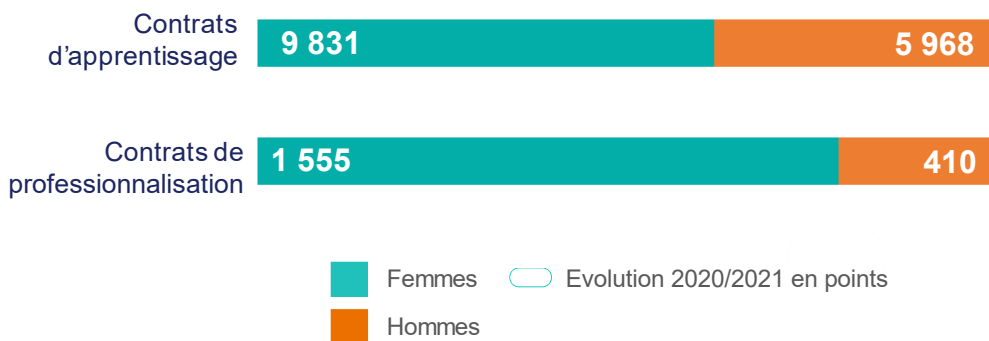 Contrats
d’apprentissage
9 831
5 968
Contrats de
professionnalisation
1 555
410
Femmes
Evolution 2020/2021 en points
Hommes